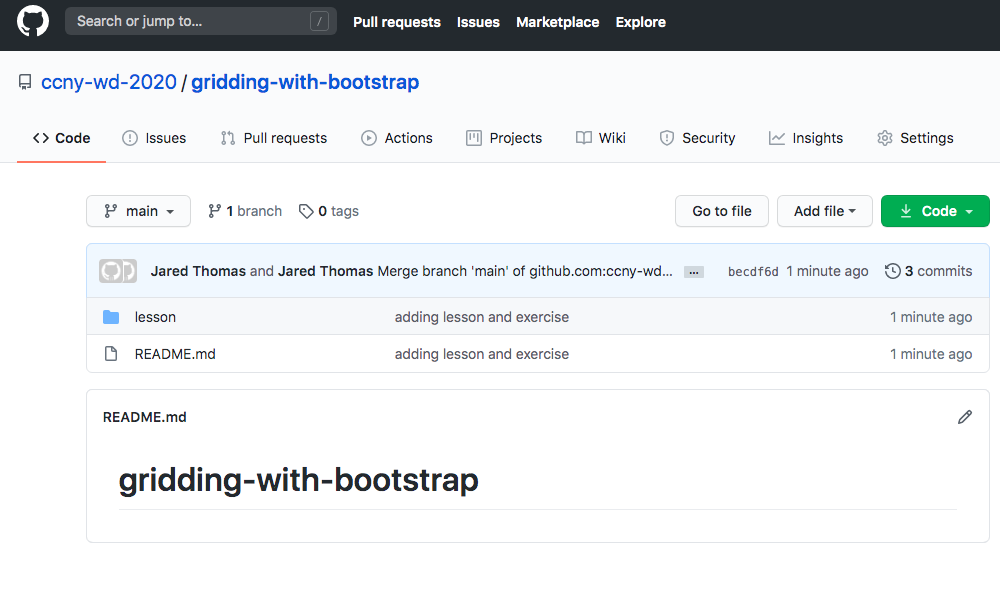 Search or jump to... / Pull requests Issues Marketplace Explore
ccny-wd-2020 / gridding-with-bootstrap
<> Code Issues Pull requests Actions Projects Wiki Security Insights Settings
main 1 branch 0 tags Go to file Add file Code
Jared Thomas and Jared Thomas Merge branch 'main' of github.com:ccny-wd... ... becdf6d 1 minute ago 3 commits
lesson adding lesson and exercise 1 minute ago
README.md adding lesson and exercise 1 minute ago
README.md
gridding-with-bootstrap